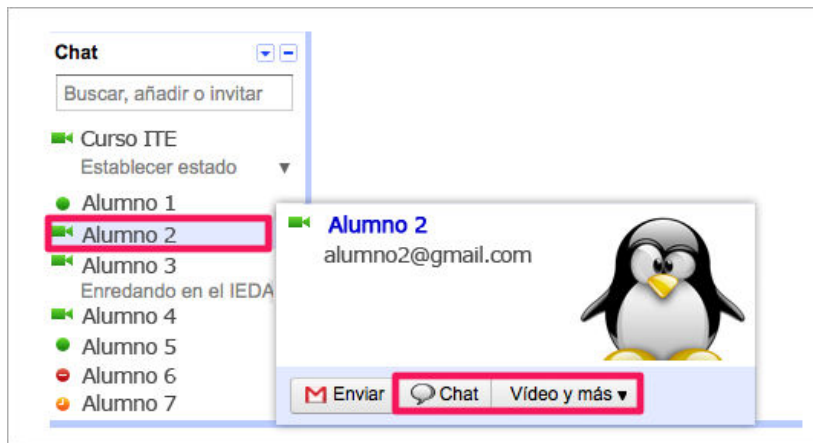 Chat
Buscar, añadir o invitar
Curso ITE
Establecer estado
Alumno 1
Alumno 2
Alumno 3
Enredando en el IEDA
Alumno 4
Alumno 5
Alumno 6
Alumno 7
Alumno 2
alumno2@gmail.com
Enviar Chat Vídeo y más